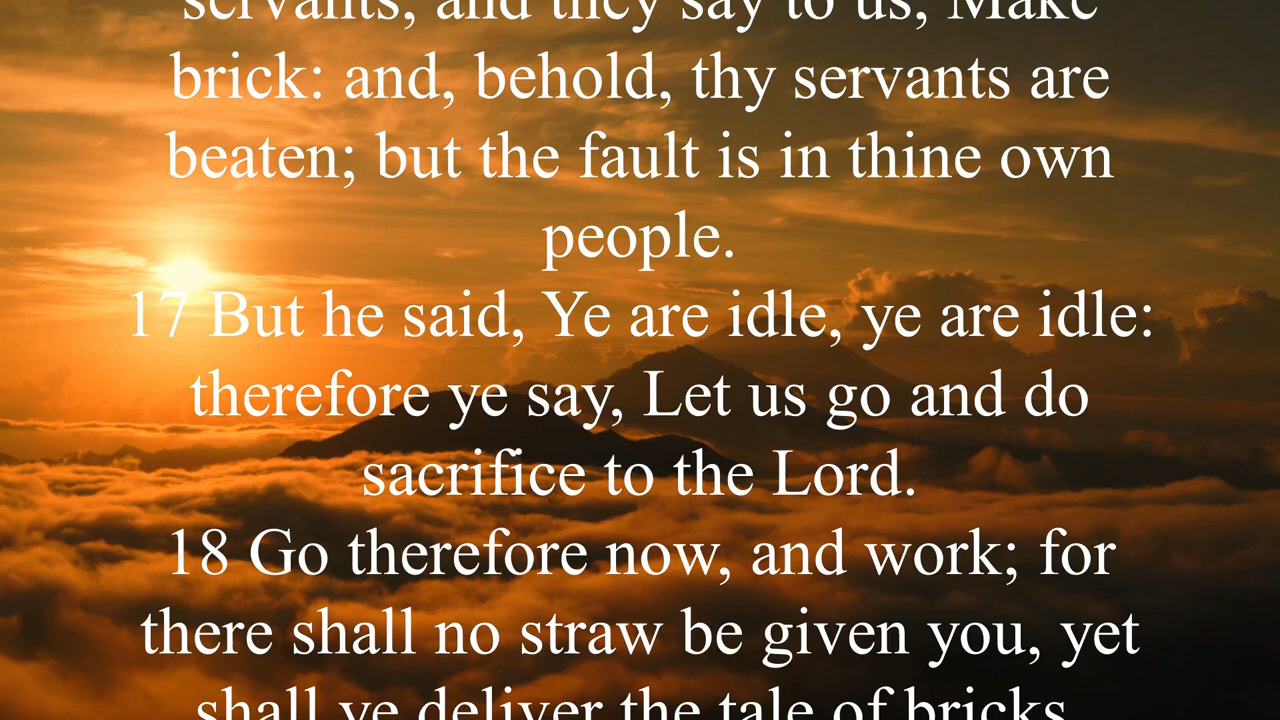 servants, and they say to us, Make
brick: and, behold, thy servants are
beaten; but the fault is in thine own
people.
17 But he said, Ye are idle, ye are idle:
therefore ye say, Let us go and do
sacrifice to the Lord.
18 Go therefore now, and work; for
there shall no straw be given you, yet
shall ye deliver the tale of bricks.